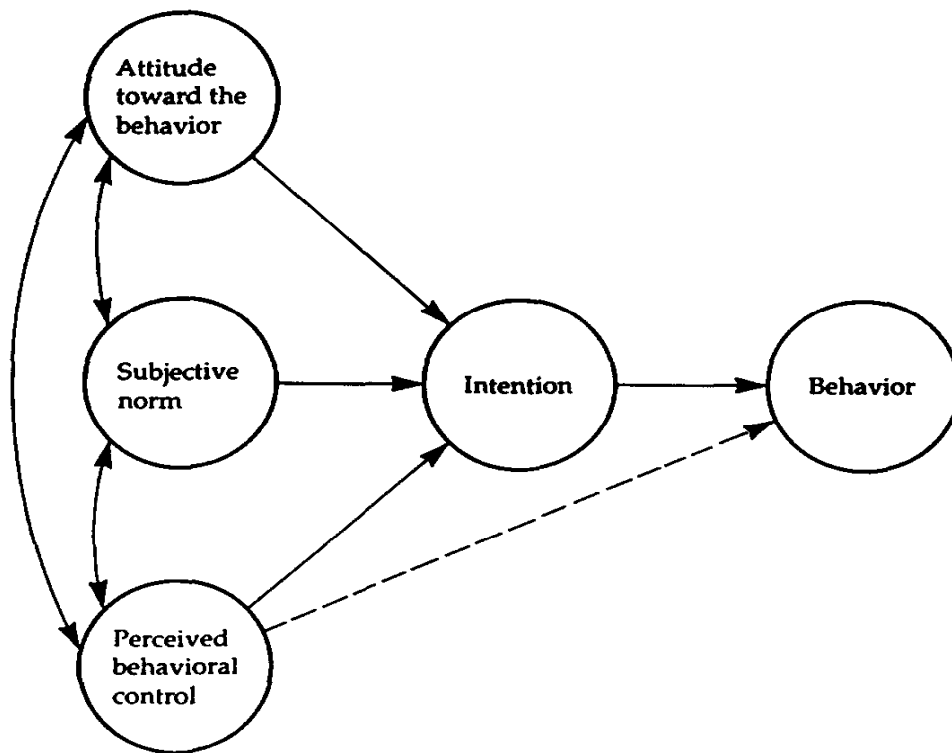 Attitude
toward the
behavior
Subjective
norm
Intention
Behavior
Perceived
behavioral
control